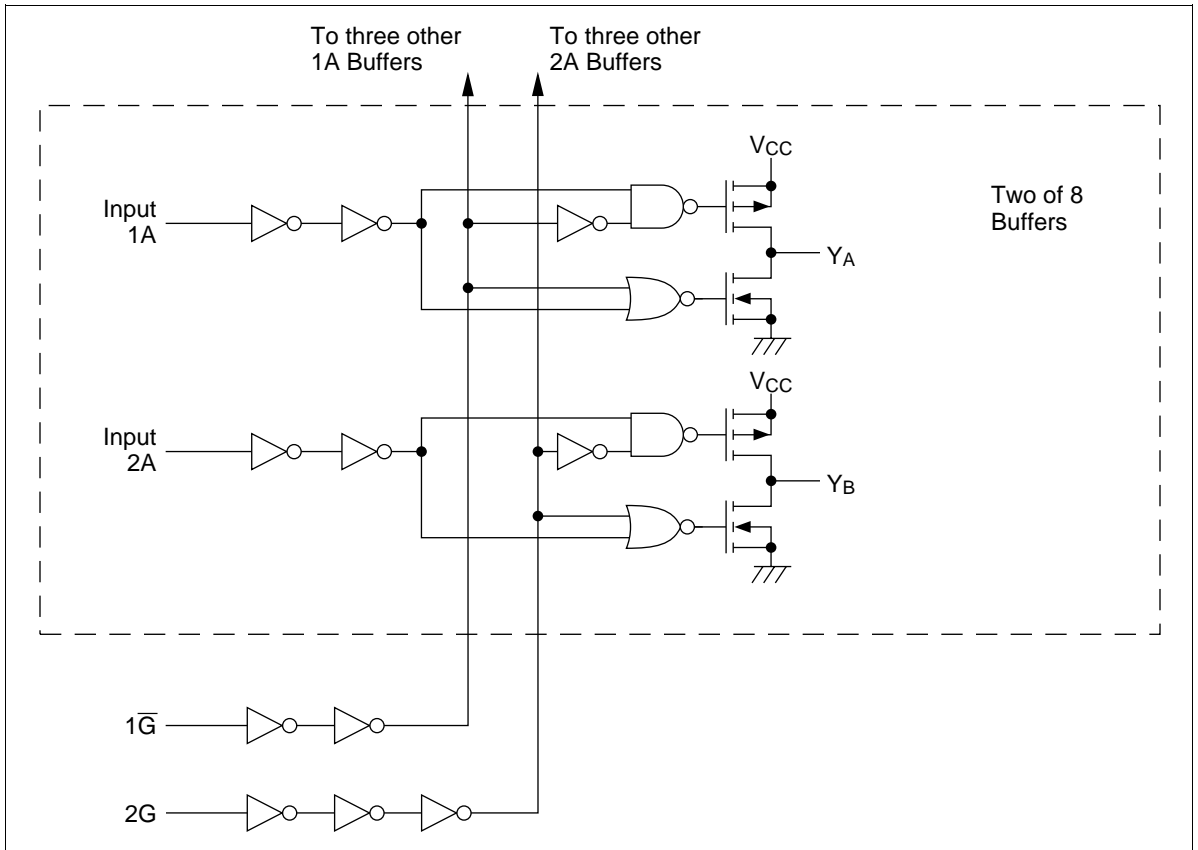 To three other
1A Buffers
To three other
2A Buffers
VCC
Two of 8
Buffers
Input
1A
YA
VCC
Input
2A
YB
1G̅
2G